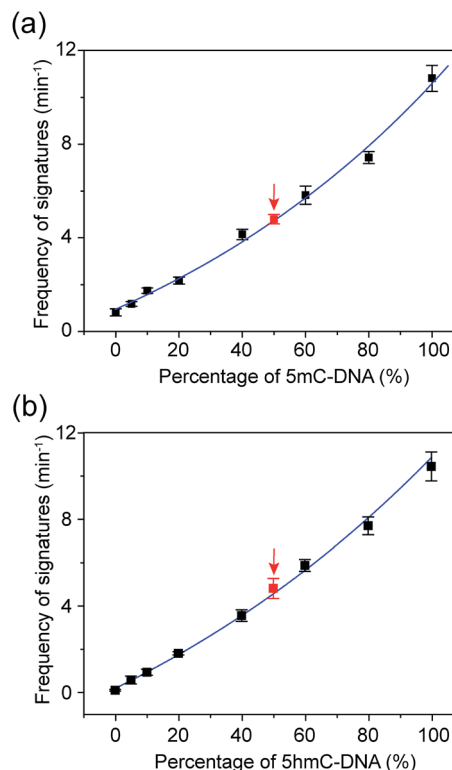 (a)
Frequency of signatures (min⁻¹)
12
8
4
0
0 20 40 60 80 100
Percentage of 5mC-DNA (%)
(b)
Frequency of signatures (min⁻¹)
12
8
4
0
0 20 40 60 80 100
Percentage of 5hmC-DNA (%)